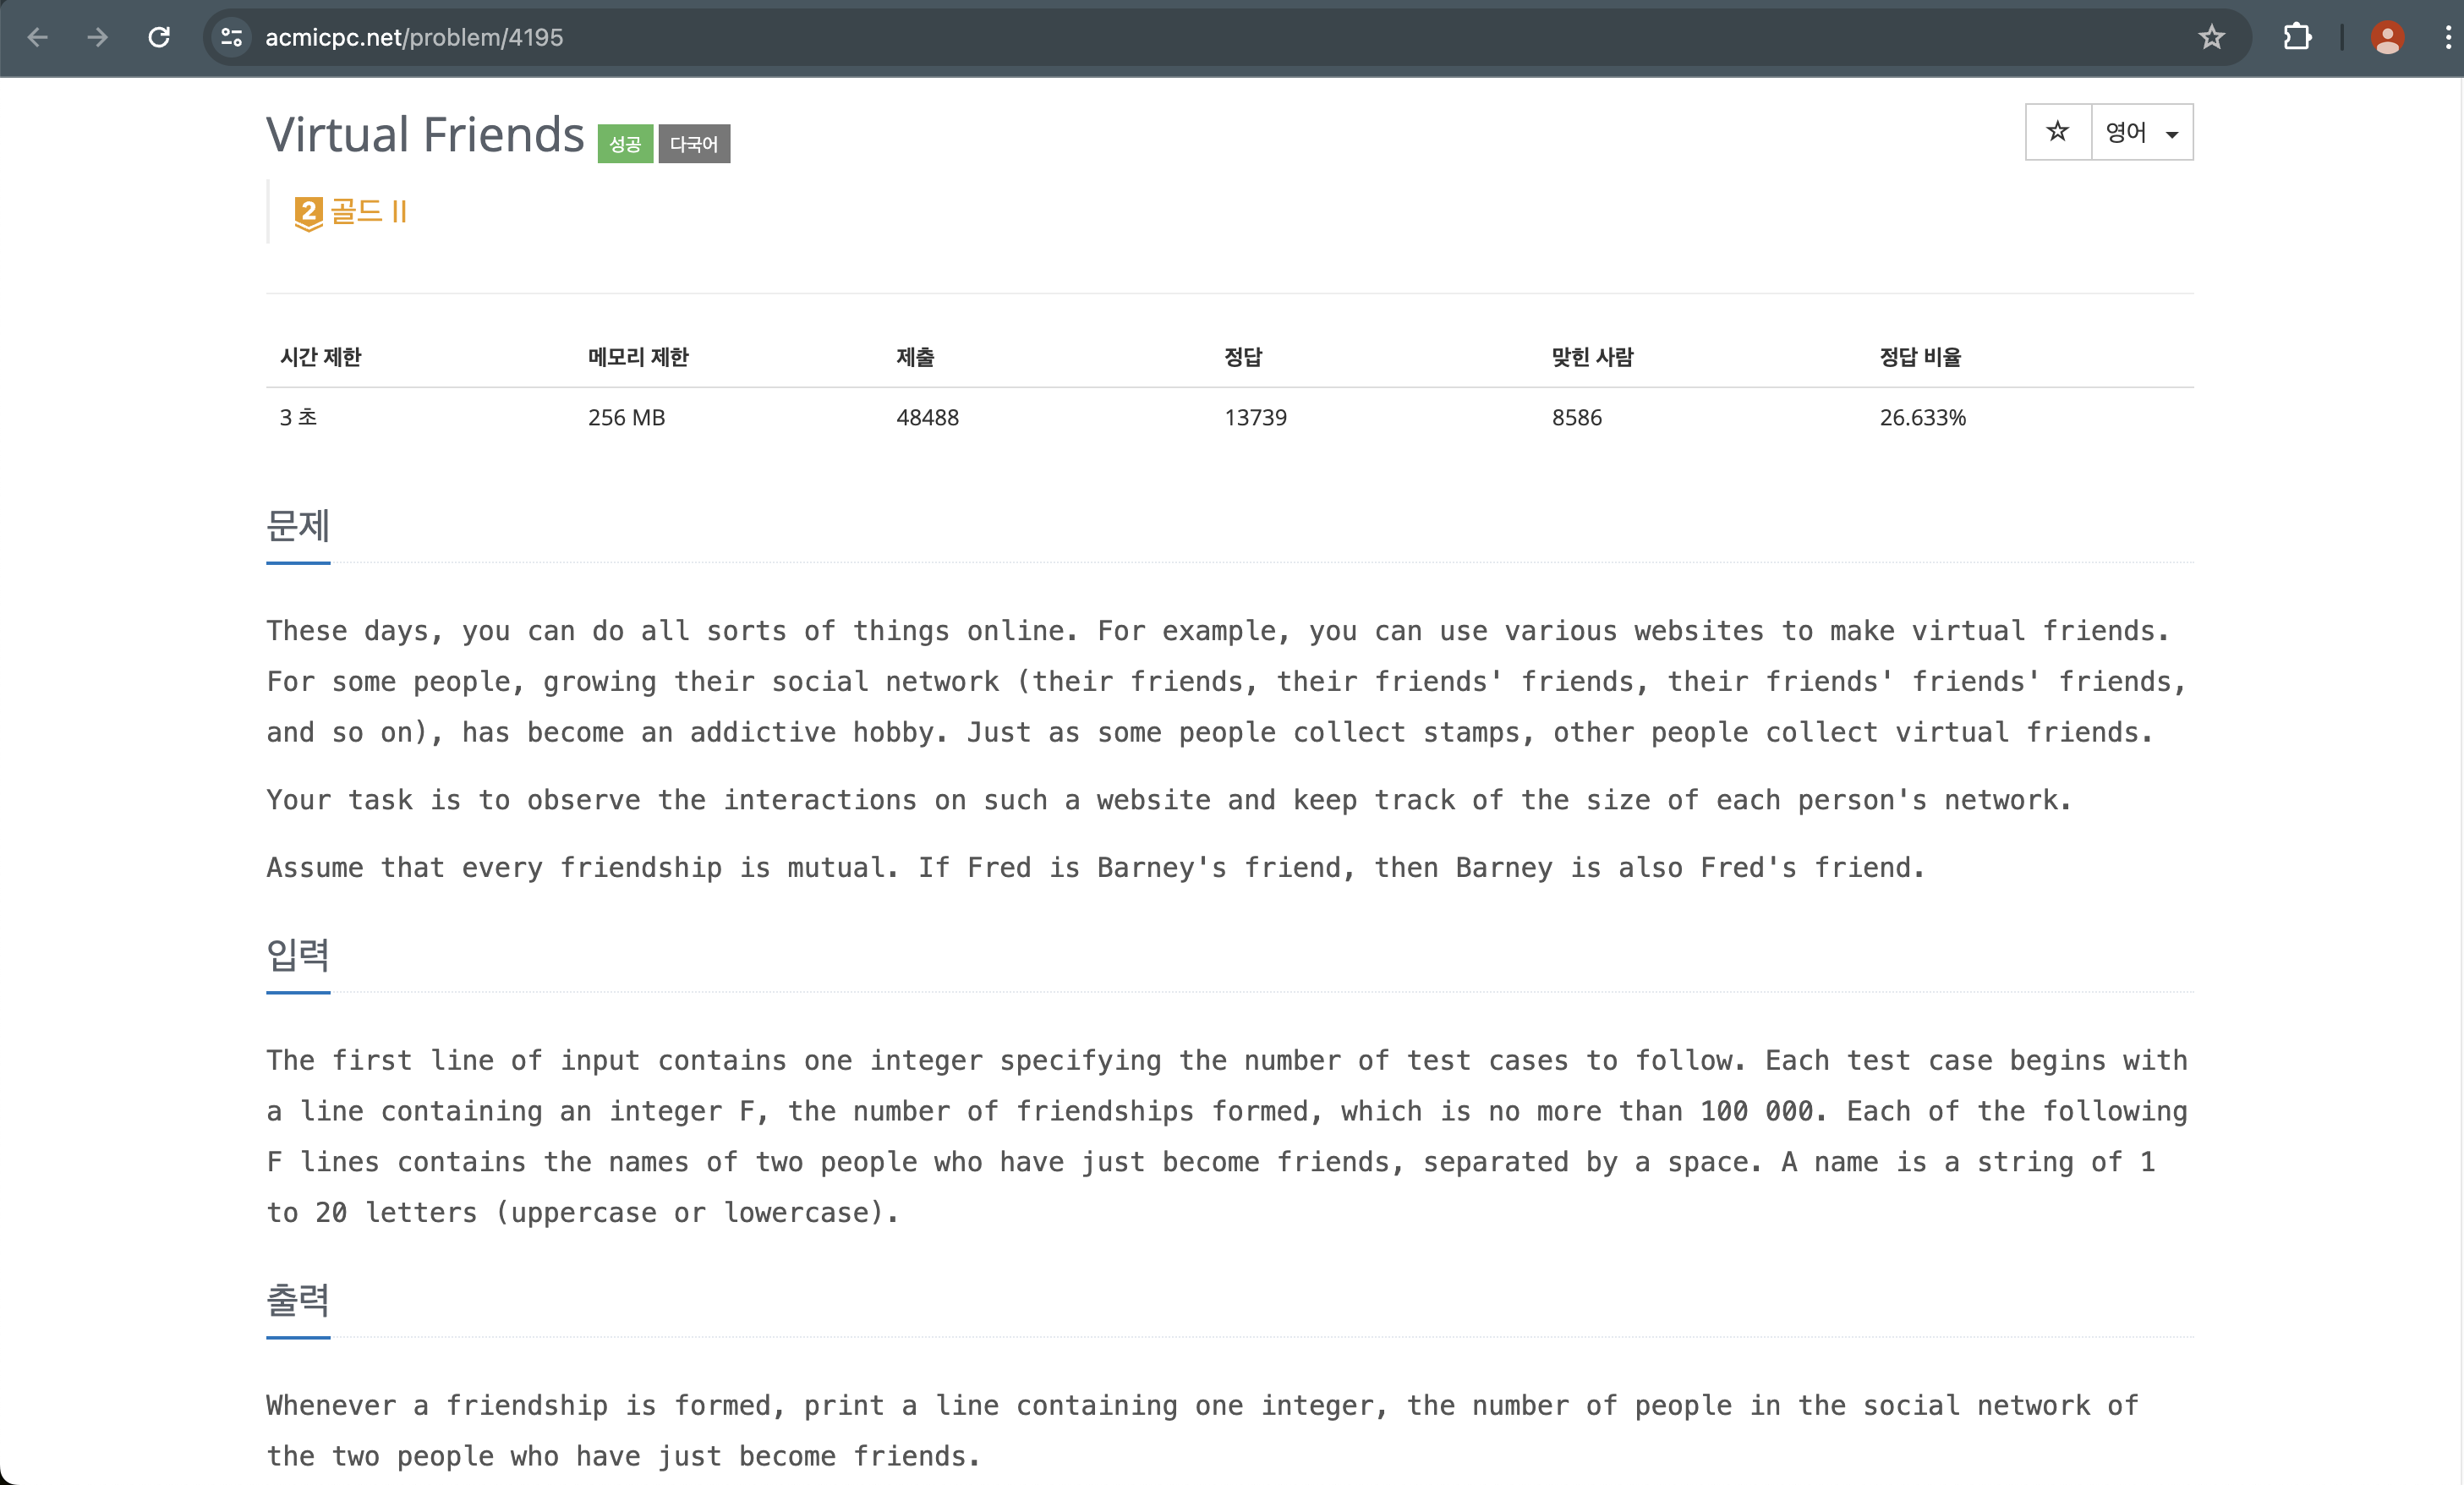 acmicpc.net/problem/4195
Virtual Friends 성공 다국어
영어
2 골드 II
시간 제한 메모리 제한 제출 정답 맞힌 사람 정답 비율
3 초 256 MB 48488 13739 8586 26.633%
문제
These days, you can do all sorts of things online. For example, you can use various websites to make virtual friends.
For some people, growing their social network (their friends, their friends' friends, their friends' friends' friends,
and so on), has become an addictive hobby. Just as some people collect stamps, other people collect virtual friends.
Your task is to observe the interactions on such a website and keep track of the size of each person's network.
Assume that every friendship is mutual. If Fred is Barney's friend, then Barney is also Fred's friend.
입력
The first line of input contains one integer specifying the number of test cases to follow. Each test case begins with
a line containing an integer F, the number of friendships formed, which is no more than 100 000. Each of the following
F lines contains the names of two people who have just become friends, separated by a space. A name is a string of 1
to 20 letters (uppercase or lowercase).
출력
Whenever a friendship is formed, print a line containing one integer, the number of people in the social network of
the two people who have just become friends.